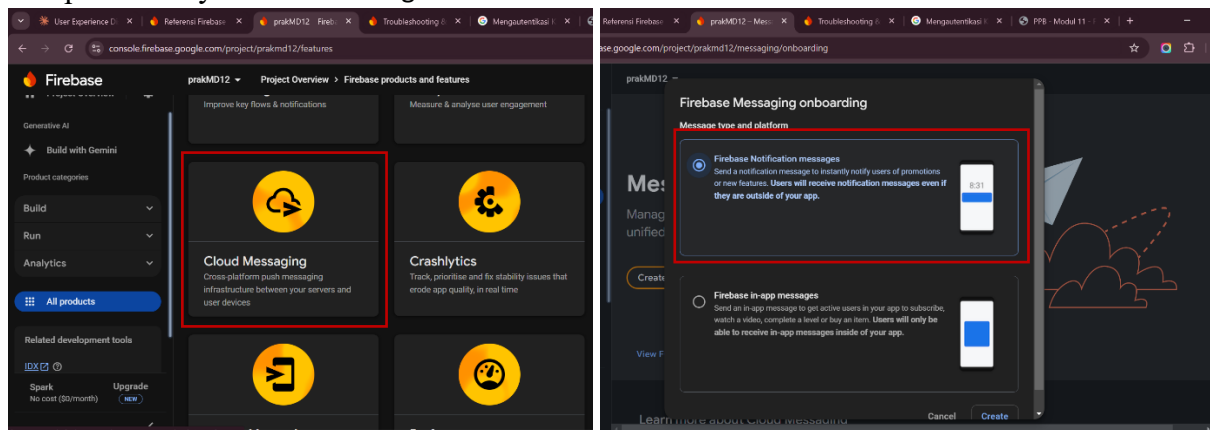 User Experience D
Referensi Firebase
prakMD12 Fireb
Troubleshooting &
Mengautentikasi
console.firebase.google.com/project/prakmd12/features
Firebase
prakMD12
Project Overview > Firebase products and features
Project Overview
Generative AI
Build with Gemini
Product categories
Build
Run
Analytics
All products
Related development tools
IDX
Spark
No cost ($0/month)
Upgrade
NEW
Improve key flows & notifications
Measure & analyse user engagement
Cloud Messaging
Cross-platform push messaging
infrastructure between your servers and
user devices
Crashlytics
Track, prioritise and fix stability issues that
erode app quality, in real time
Referensi Firebase
prakMD12 – Mess
Troubleshooting &
Mengautentikasi
PPB - Modul 11 -
ase.google.com/project/prakmd12/messaging/onboarding
prakMD12
Mes
Manag
unified
Create
View F
Firebase Messaging onboarding
Message type and platform
Firebase Notification messages
Send a notification message to instantly notify users of promotions
or new features. Users will receive notification messages even if
they are outside of your app.
8:31
Firebase in-app messages
Send an in-app message to get active users in your app to subscribe,
watch a video, complete a level or buy an item. Users will only be
able to receive in-app messages inside of your app.
Cancel
Create
Learn more about Cloud Messaging